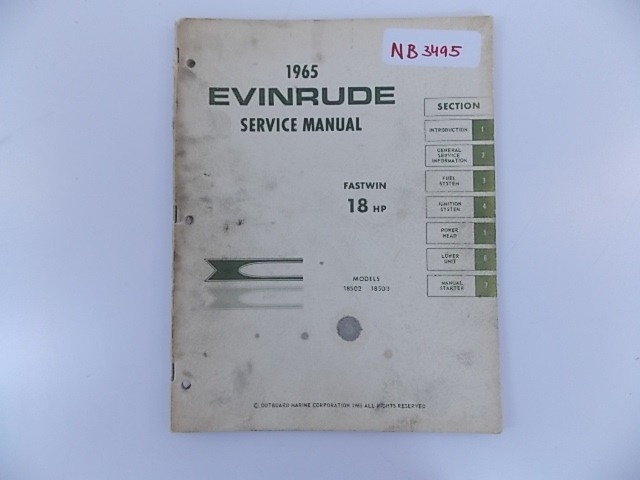 NB 3495
1965
EVINRUDE
SERVICE MANUAL
FASTWIN
18 HP
MODELS
18502 18503
SECTION
INTRODUCTION 1
GENERAL
SERVICE
INFORMATION 2
FUEL
SYSTEM 3
IGNITION
SYSTEM 4
POWER
HEAD 5
LOWER
UNIT 6
MANUAL
STARTER 7
© OUTBOARD MARINE CORPORATION ALL RIGHTS RESERVED